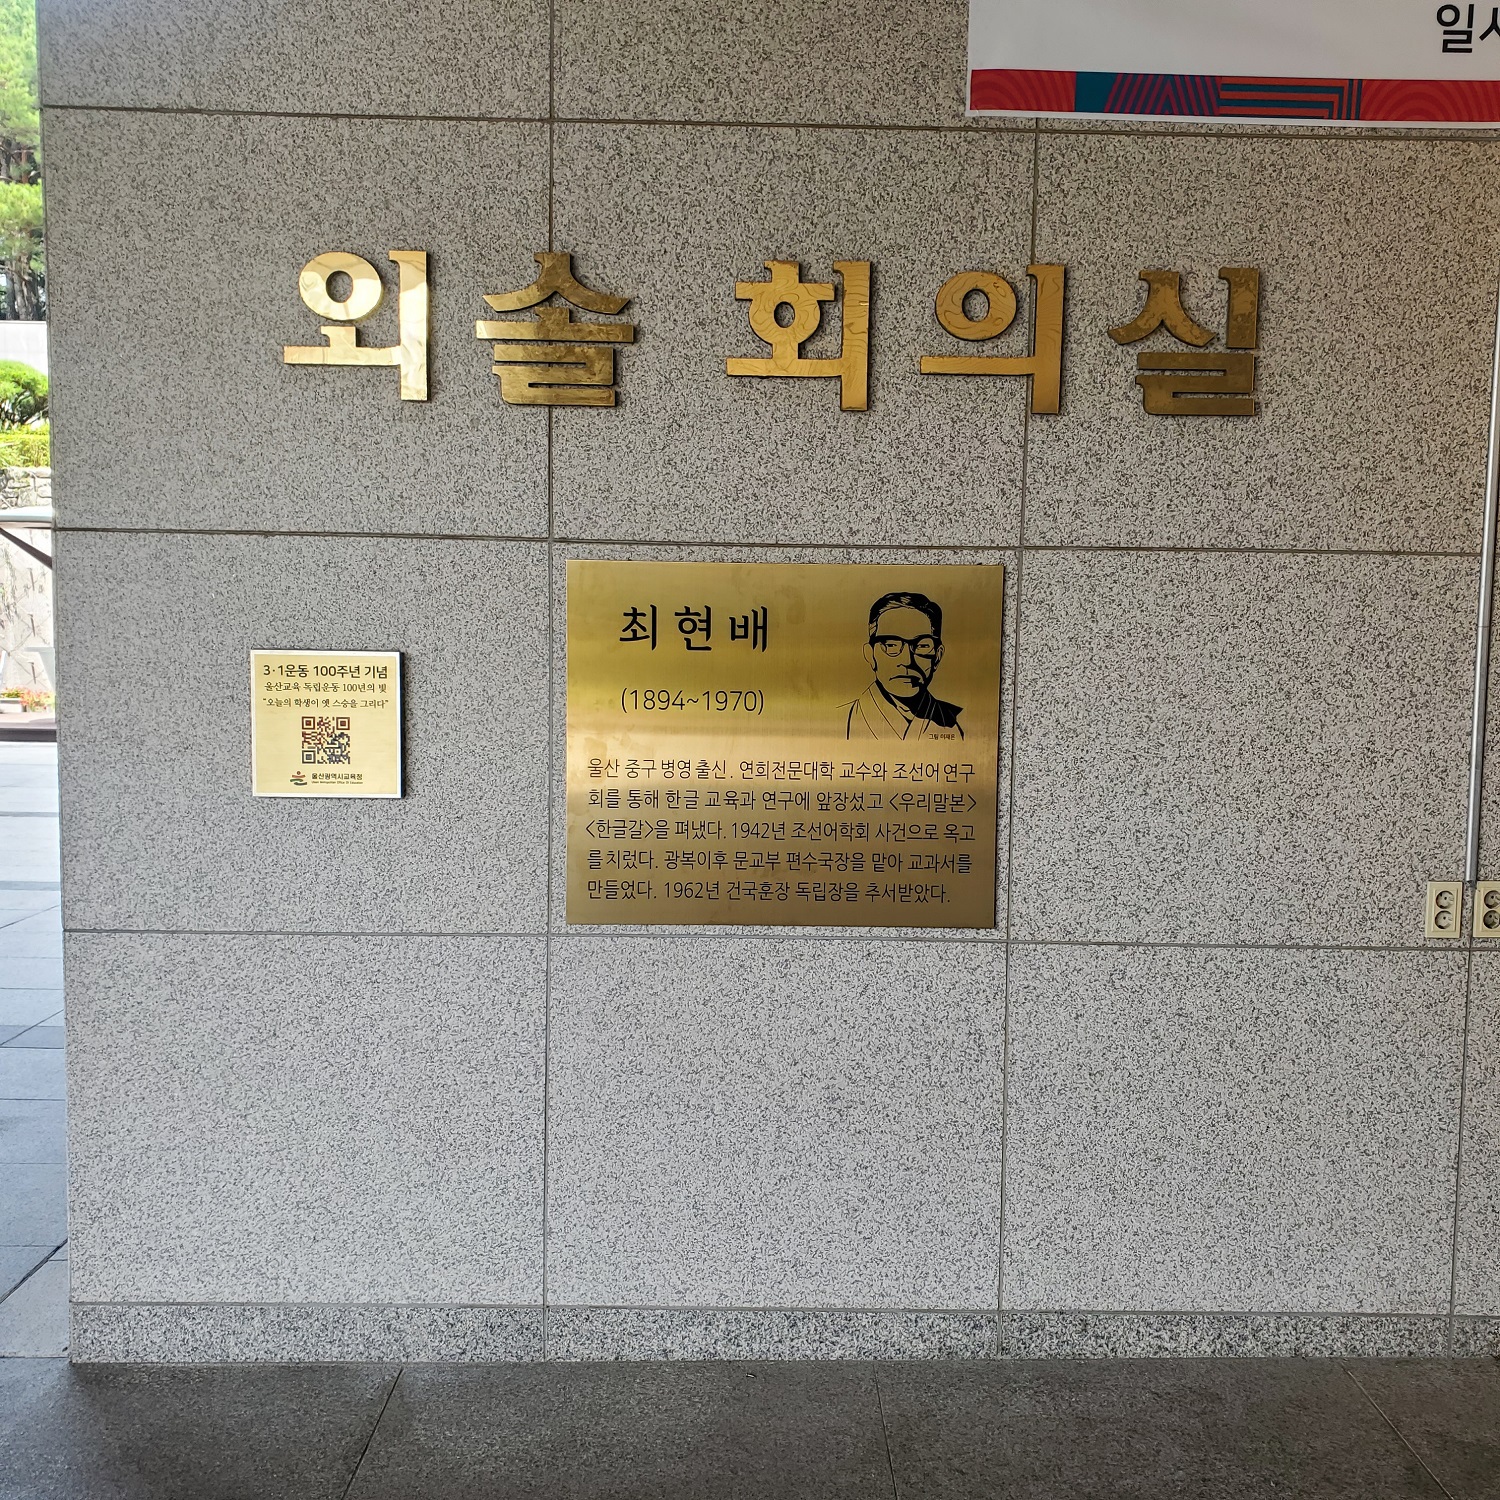 일시
외솔 회의실
3·1운동 100주년 기념
울산교육 독립운동 100년의 빛
"오늘의 학생이 옛 스승을 그리다"
울산광역시교육청
최현배
(1894~1970)
그림 이재은
울산 중구 병영 출신. 연희전문대학 교수와 조선어연구
회를 통해 한글 교육과 연구에 앞장섰고 <우리말본>
<한글갈>을 펴냈다. 1942년 조선어학회 사건으로 옥고
를 치렀다. 광복이후 문교부 편수국장을 맡아 교과서를
만들었다. 1962년 건국훈장 독립장을 추서받았다.